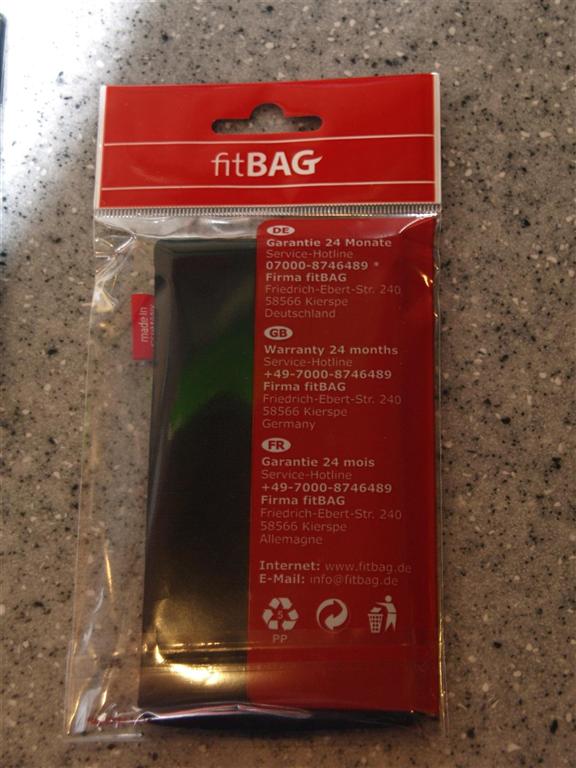 fitBAG
DE
Garantie 24 Monate
Service-Hotline
07000-8746489 *
Firma fitBAG
Friedrich-Ebert-Str. 240
58566 Kierspe
Deutschland
made in
GB
Warranty 24 months
Service-Hotline
+49-7000-8746489
Firma fitBAG
Friedrich-Ebert-Str. 240
58566 Kierspe
Germany
FR
Garantie 24 mois
Service-Hotline
+49-7000-8746489
Firma fitBAG
Friedrich-Ebert-Str. 240
58566 Kierspe
Allemagne
Internet: www.fitbag.de
E-Mail: info@fitbag.de
5
PP